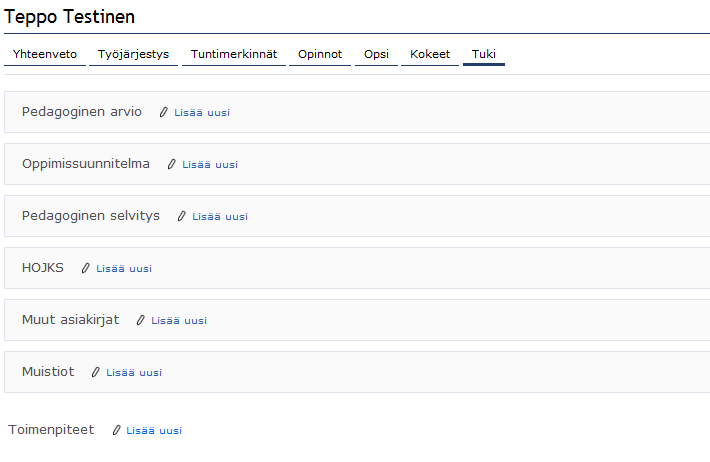 Teppo Testinen
Yhteenveto Työjärjestys Tuntimerkinnät Opinnot Opsi Kokeet Tuki
Pedagoginen arvio Lisää uusi
Oppimissuunnitelma Lisää uusi
Pedagoginen selvitys Lisää uusi
HOJKS Lisää uusi
Muut asiakirjat Lisää uusi
Muistiot Lisää uusi
Toimenpiteet Lisää uusi